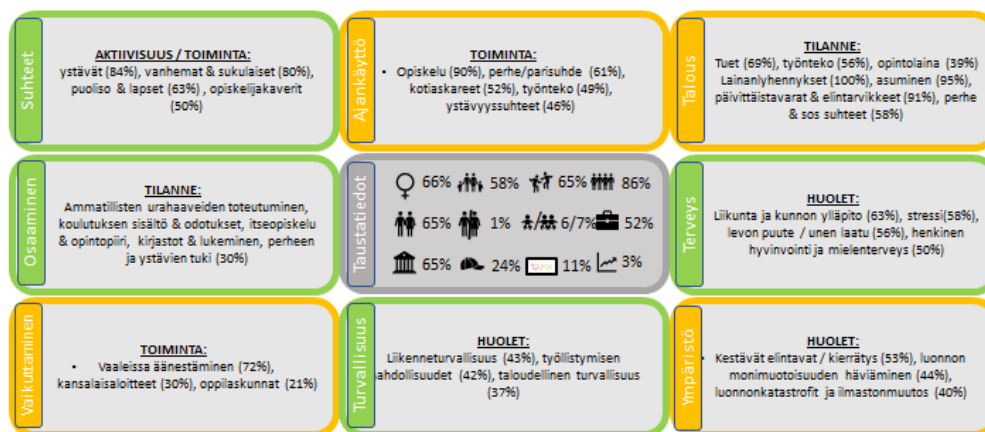 Suhteet
AKTIIVISUUS / TOIMINTA:
ystävät (84%), vanhemmat & sukulaiset (80%),
puoliso & lapset (63%) , opiskelijakaverit
(50%)
Ajankäyttö
TOIMINTA:
• Opiskelu (90%), perhe/parisuhde (61%),
kotiaskareet (52%), työnteko (49%),
ystävyyssuhteet (46%)
Talous
TILANNE:
Tuet (69%), työnteko (56%), opintolaina (39%)
Lainanlyhennykset (100%), asuminen (95%),
päivittäistavarat & elintarvikkeet (91%), perhe
& sos suhteet (58%)
Osaaminen
TILANNE:
Ammatillisten urahaaveiden toteutuminen,
koulutuksen sisältö & odotukset, itseopiskelu
& opintopiiri, kirjastot & lukeminen, perheen
ja ystävien tuki (30%)
Taustatiedot
66% 58% 65% 86%
65% 1% / 6/7% 52%
65% 24% 11% 3%
Terveys
HUOLET:
Liikunta ja kunnon ylläpito (63%), stressi(58%),
levon puute / unen laatu (56%), henkinen
hyvinvointi ja mielenterveys (50%)
Vaikuttaminen
TOIMINTA:
• Vaaleissa äänestäminen (72%),
kansalaisaloitteet (30%), oppilaskunnat (21%)
Turvallisuus
HUOLET:
Liikenneturvallisuus (43%), työllistymisen
mahdollisuudet (42%), taloudellinen turvallisuus
(37%)
Ympäristö
HUOLET:
• Kestävät elintavat / kierrätys (53%), luonnon
monimuotoisuuden häviäminen (44%),
luonnonkatastrofit ja ilmastonmuutos (40%)